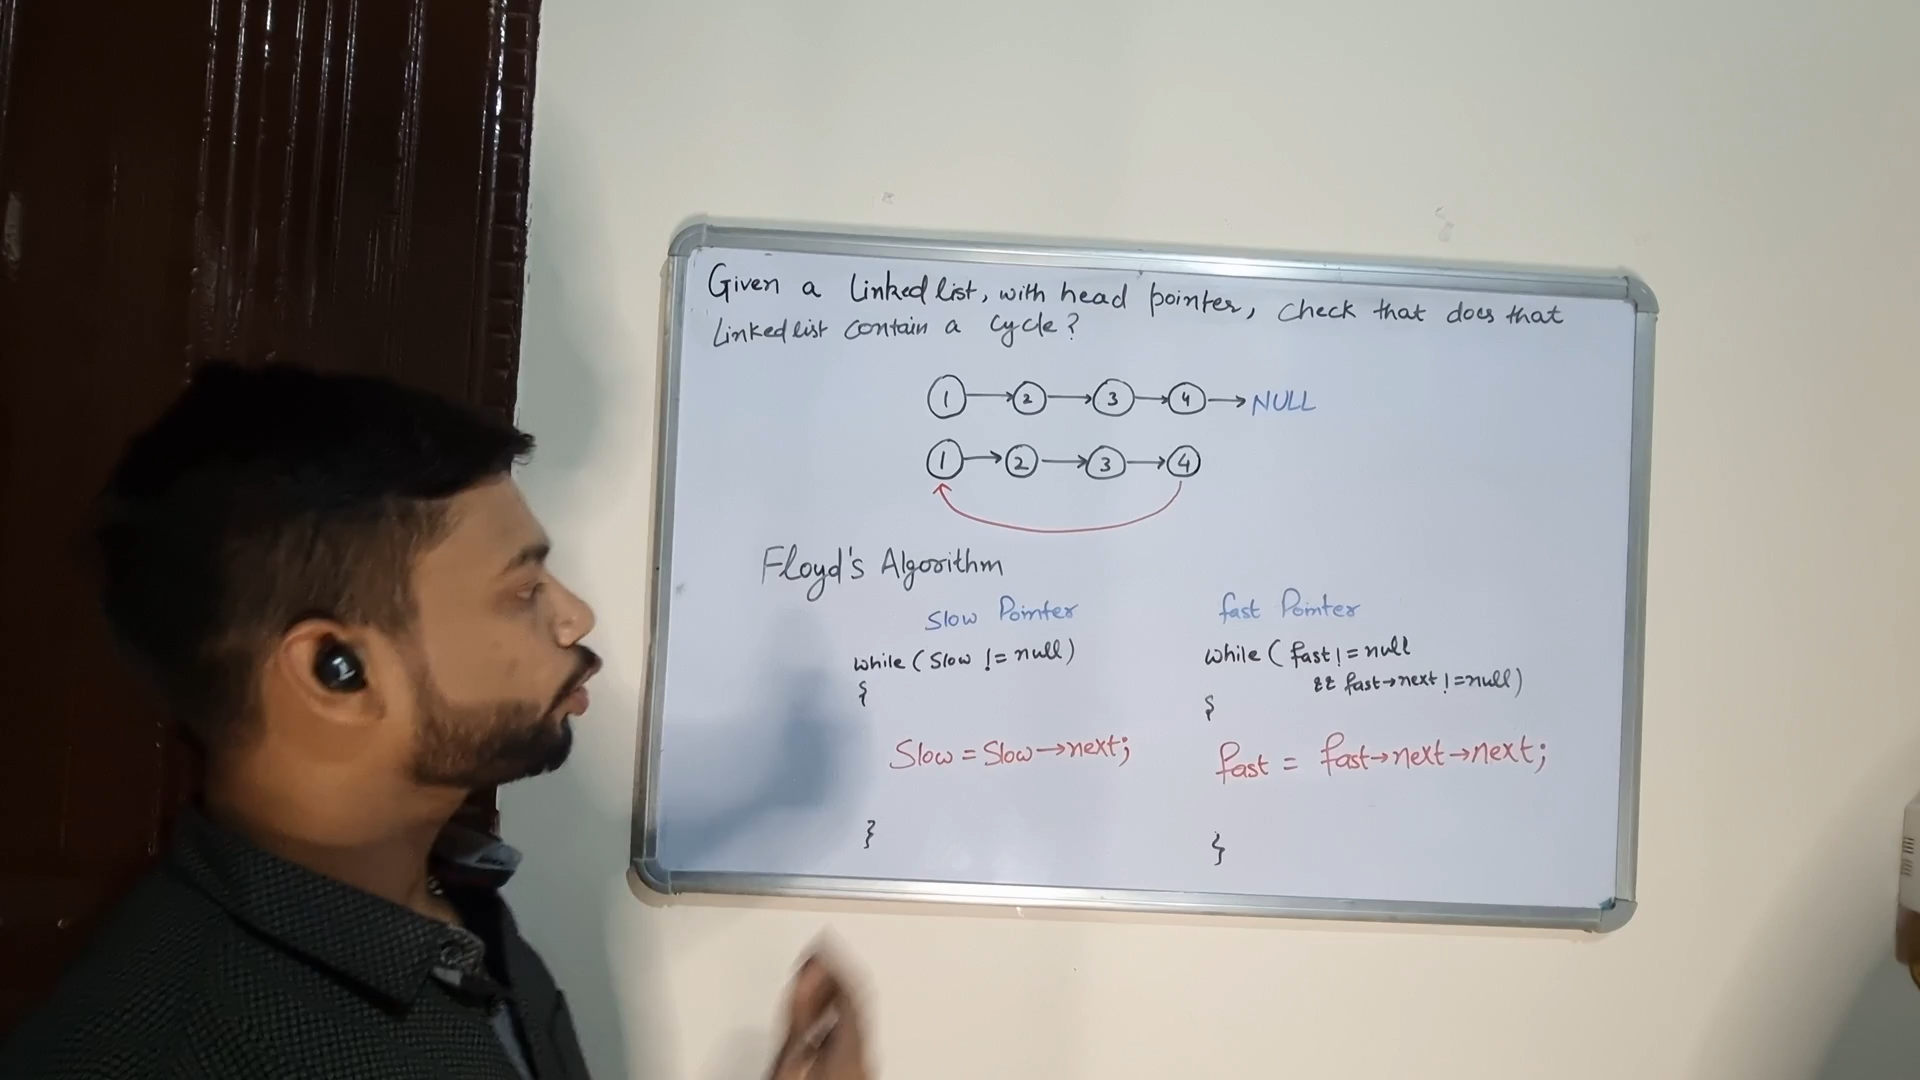 Given a linked list, with head pointer, check that does that
Linked list contain a cycle?
1 → 2 → 3 → 4 → NULL
1 → 2 → 3 → 4
Floyd's Algorithm
Slow Pointer
while (Slow != null)
{
Slow = Slow→next;
}
fast Pointer
while (fast != null
&& fast→next != null)
{
fast = fast→next→next;
}